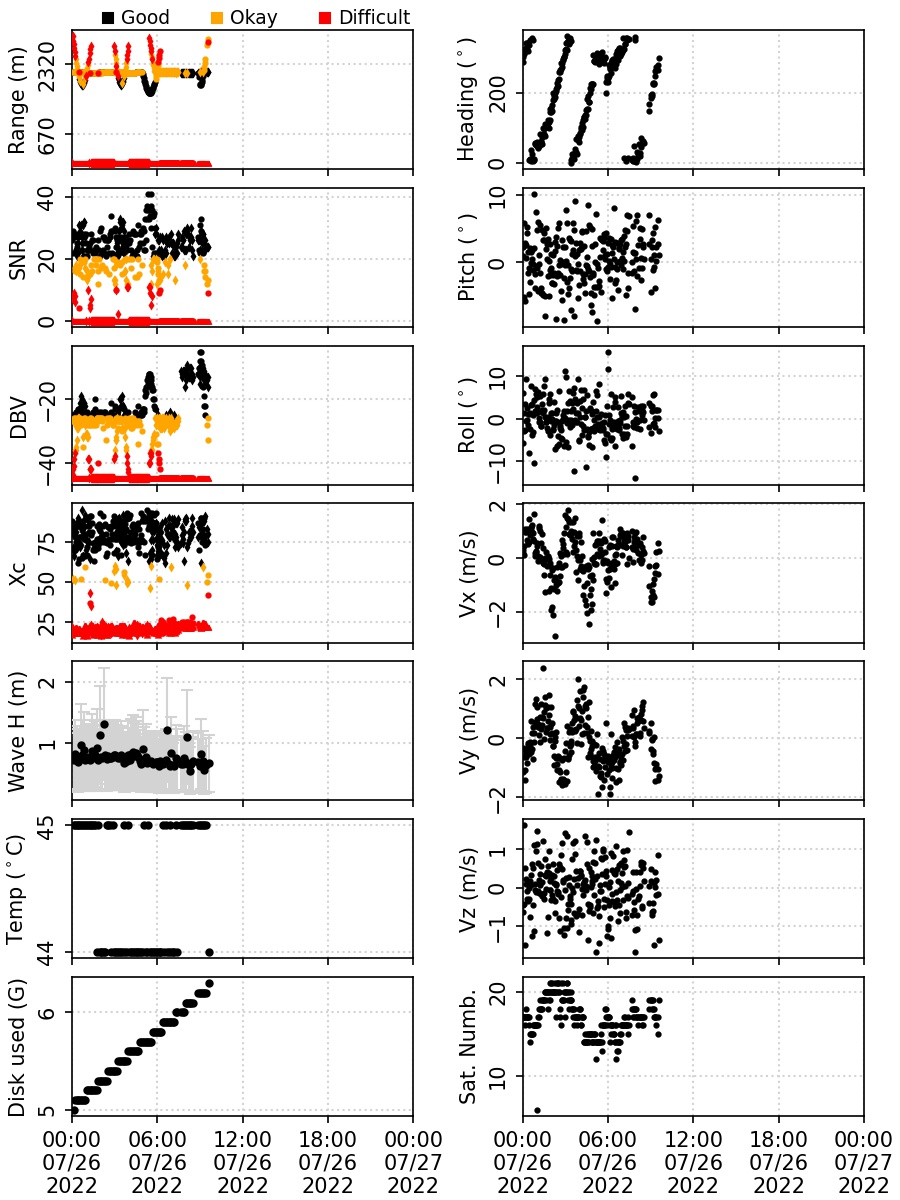 Good Okay Difficult
Range (m)
2320
670
Heading (°)
200
0
SNR
40
20
0
Pitch (°)
10
0
DBV
−20
−40
Roll (°)
10
0
−10
Xc
75
50
25
Vx (m/s)
2
0
−2
Wave H (m)
2
1
Vy (m/s)
2
0
−2
Temp (°C)
45
44
Vz (m/s)
1
0
−1
Disk used (G)
6
5
Sat. Numb.
20
10
00:00 06:00 12:00 18:00 00:00
07/26 07/26 07/26 07/26 07/27
2022 2022 2022 2022 2022
00:00 06:00 12:00 18:00 00:00
07/26 07/26 07/26 07/26 07/27
2022 2022 2022 2022 2022